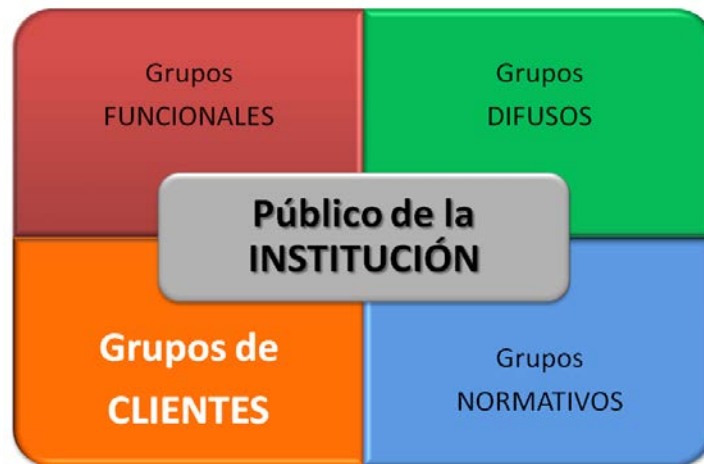 Grupos
FUNCIONALES
Grupos
DIFUSOS
Público de la
INSTITUCIÓN
Grupos de
CLIENTES
Grupos
NORMATIVOS